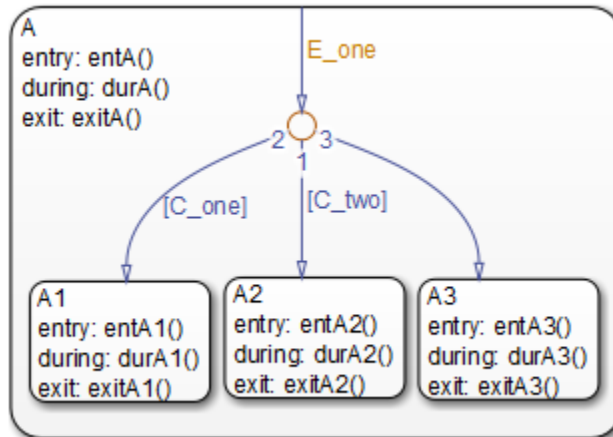 A
entry: entA()
during: durA()
exit: exitA()
E_one
2
1
3
[C_one]
[C_two]
A1
entry: entA1()
during: durA1()
exit: exitA1()
A2
entry: entA2()
during: durA2()
exit: exitA2()
A3
entry: entA3()
during: durA3()
exit: exitA3()